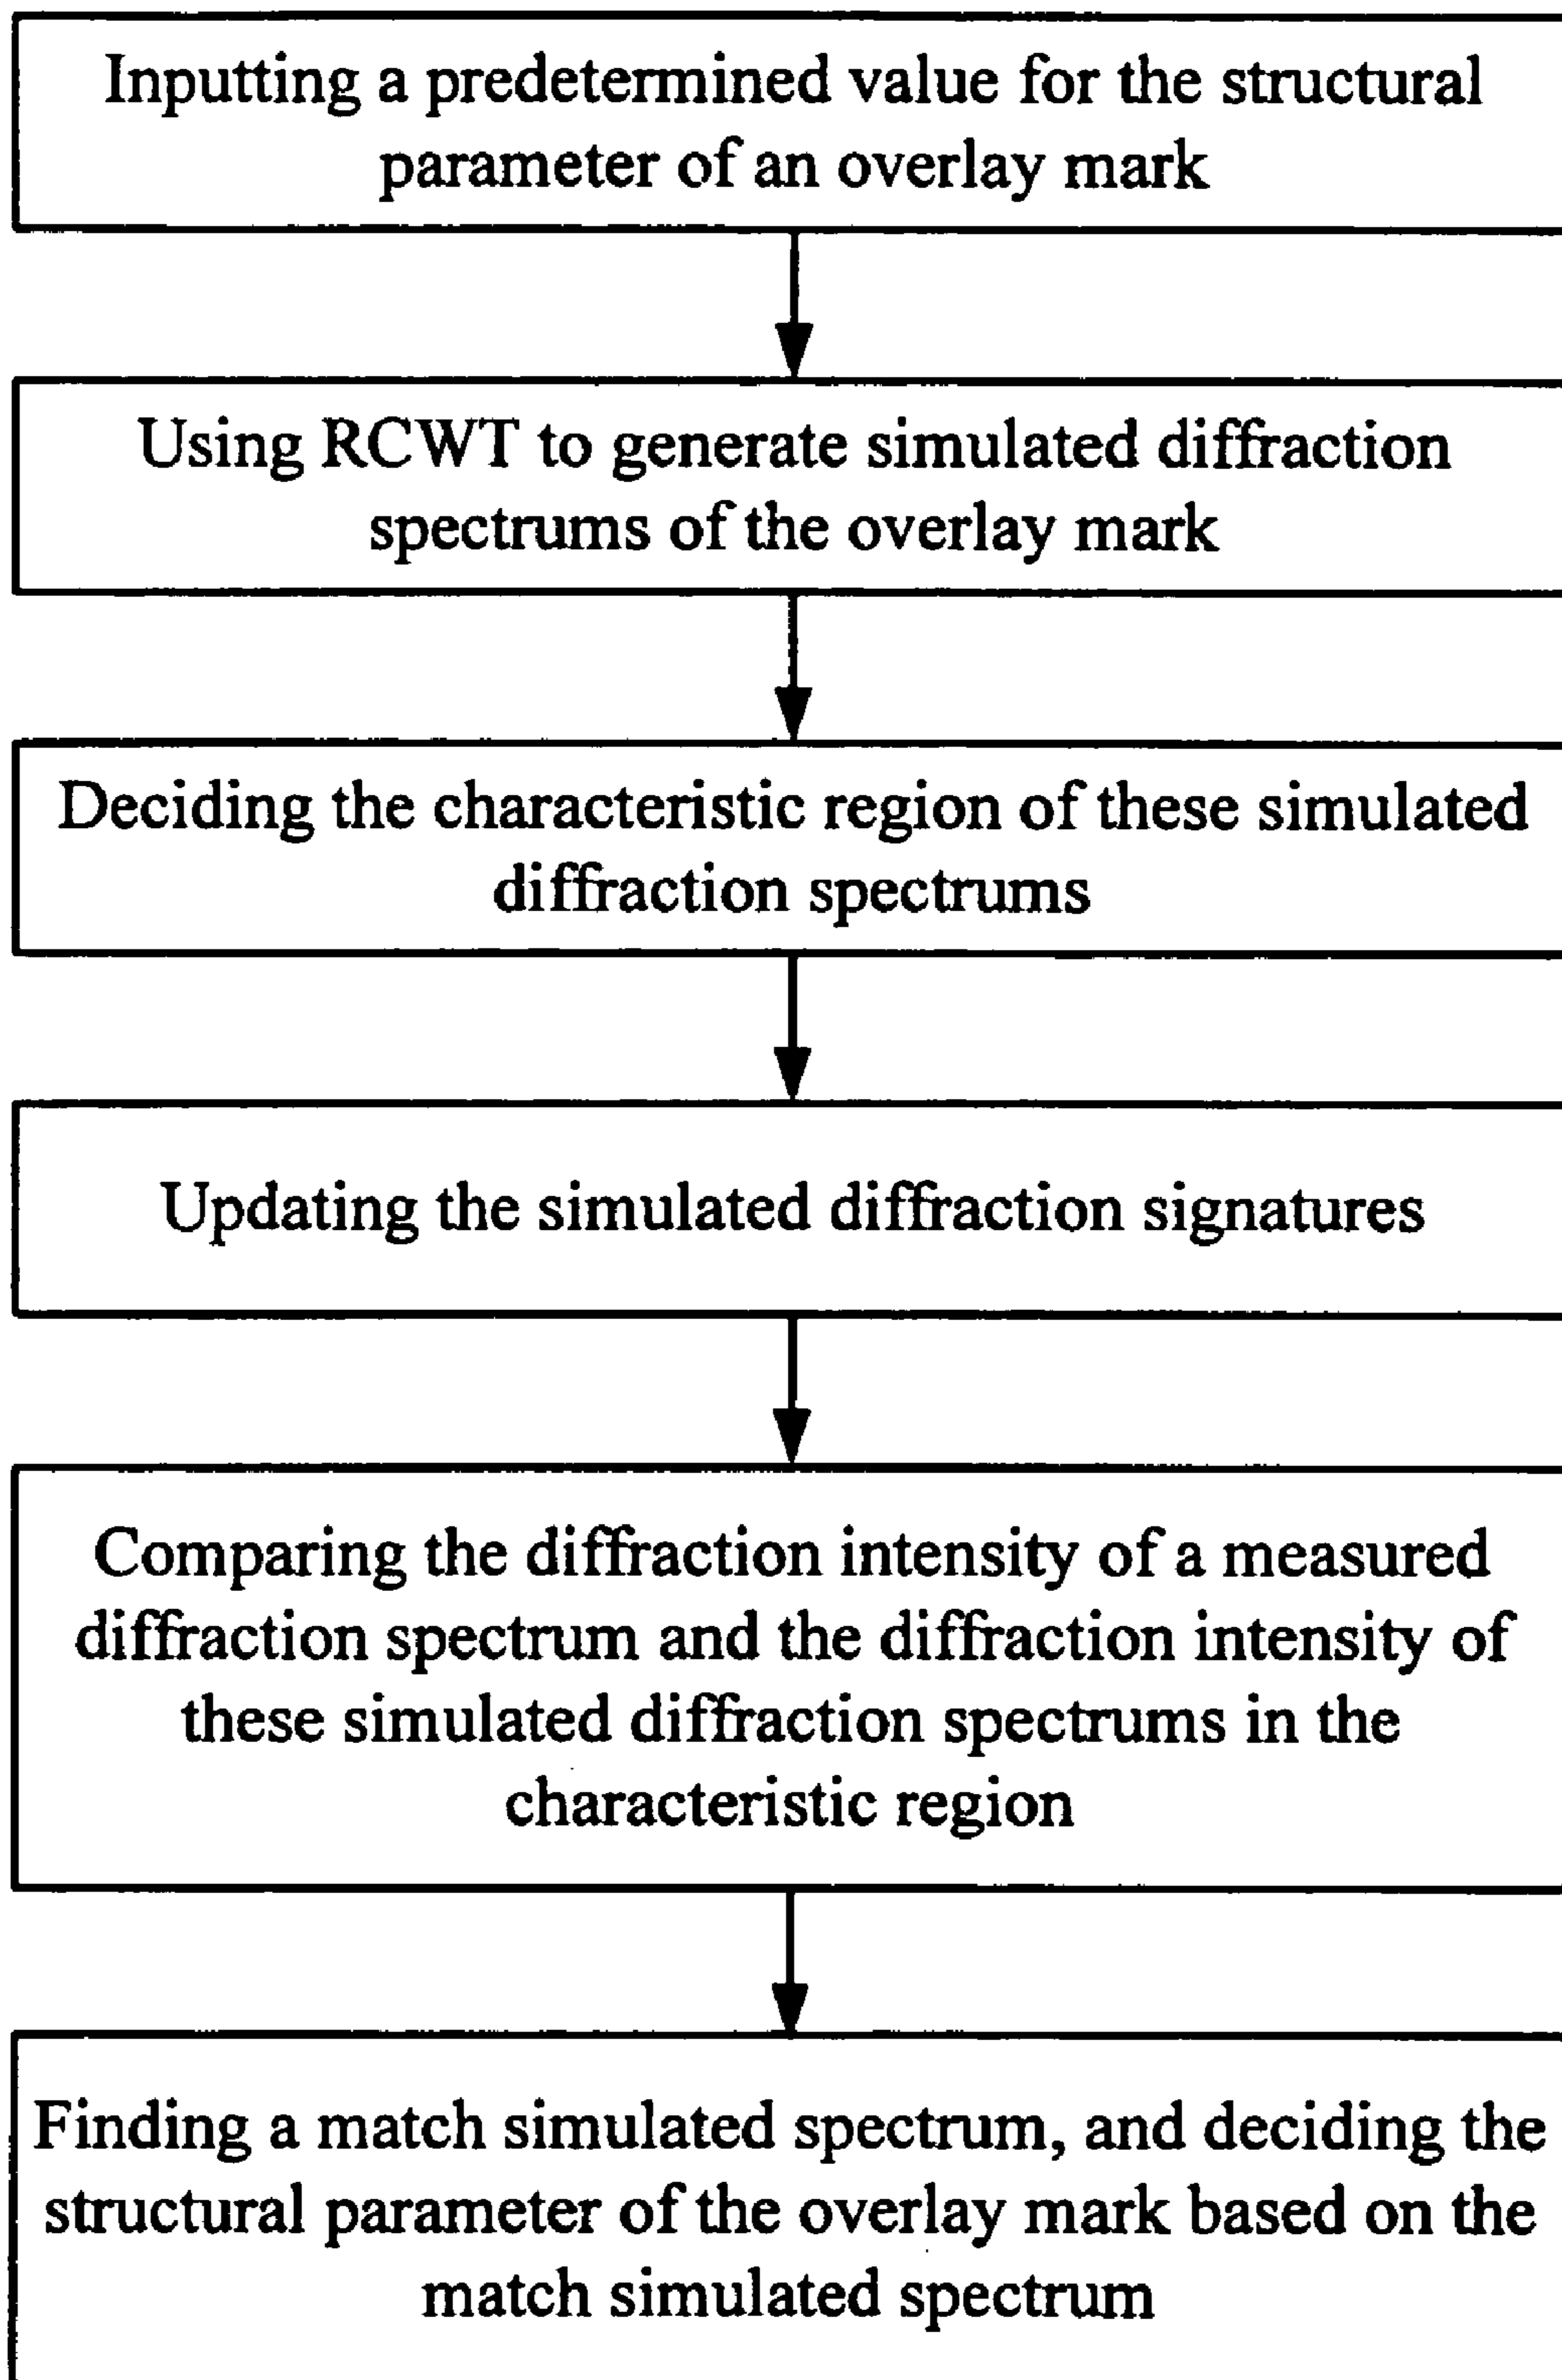 Inputting a predetermined value for the structural
parameter of an overlay mark
Using RCWT to generate simulated diffraction
spectrums of the overlay mark
Deciding the characteristic region of these simulated
diffraction spectrums
Updating the simulated diffraction signatures
Comparing the diffraction intensity of a measured
diffraction spectrum and the diffraction intensity of
these simulated diffraction spectrums in the
characteristic region
Finding a match simulated spectrum, and deciding the
structural parameter of the overlay mark based on the
match simulated spectrum